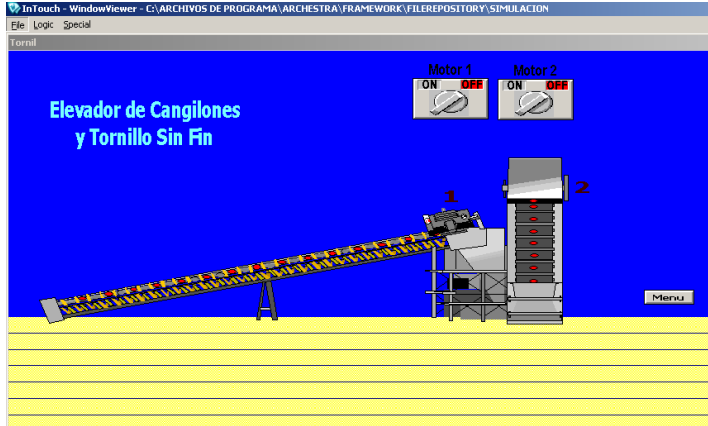 InTouch - WindowViewer - C:\ARCHIVOS DE PROGRAMA\ARCHESTRA\FRAMEWORK\FILEREPOSITORY\SIMULACION
File Logic Special
Tornil
Motor 1 Motor 2
ON OFF ON OFF
Elevador de Cangilones
y Tornillo Sin Fin
1 2
Menu